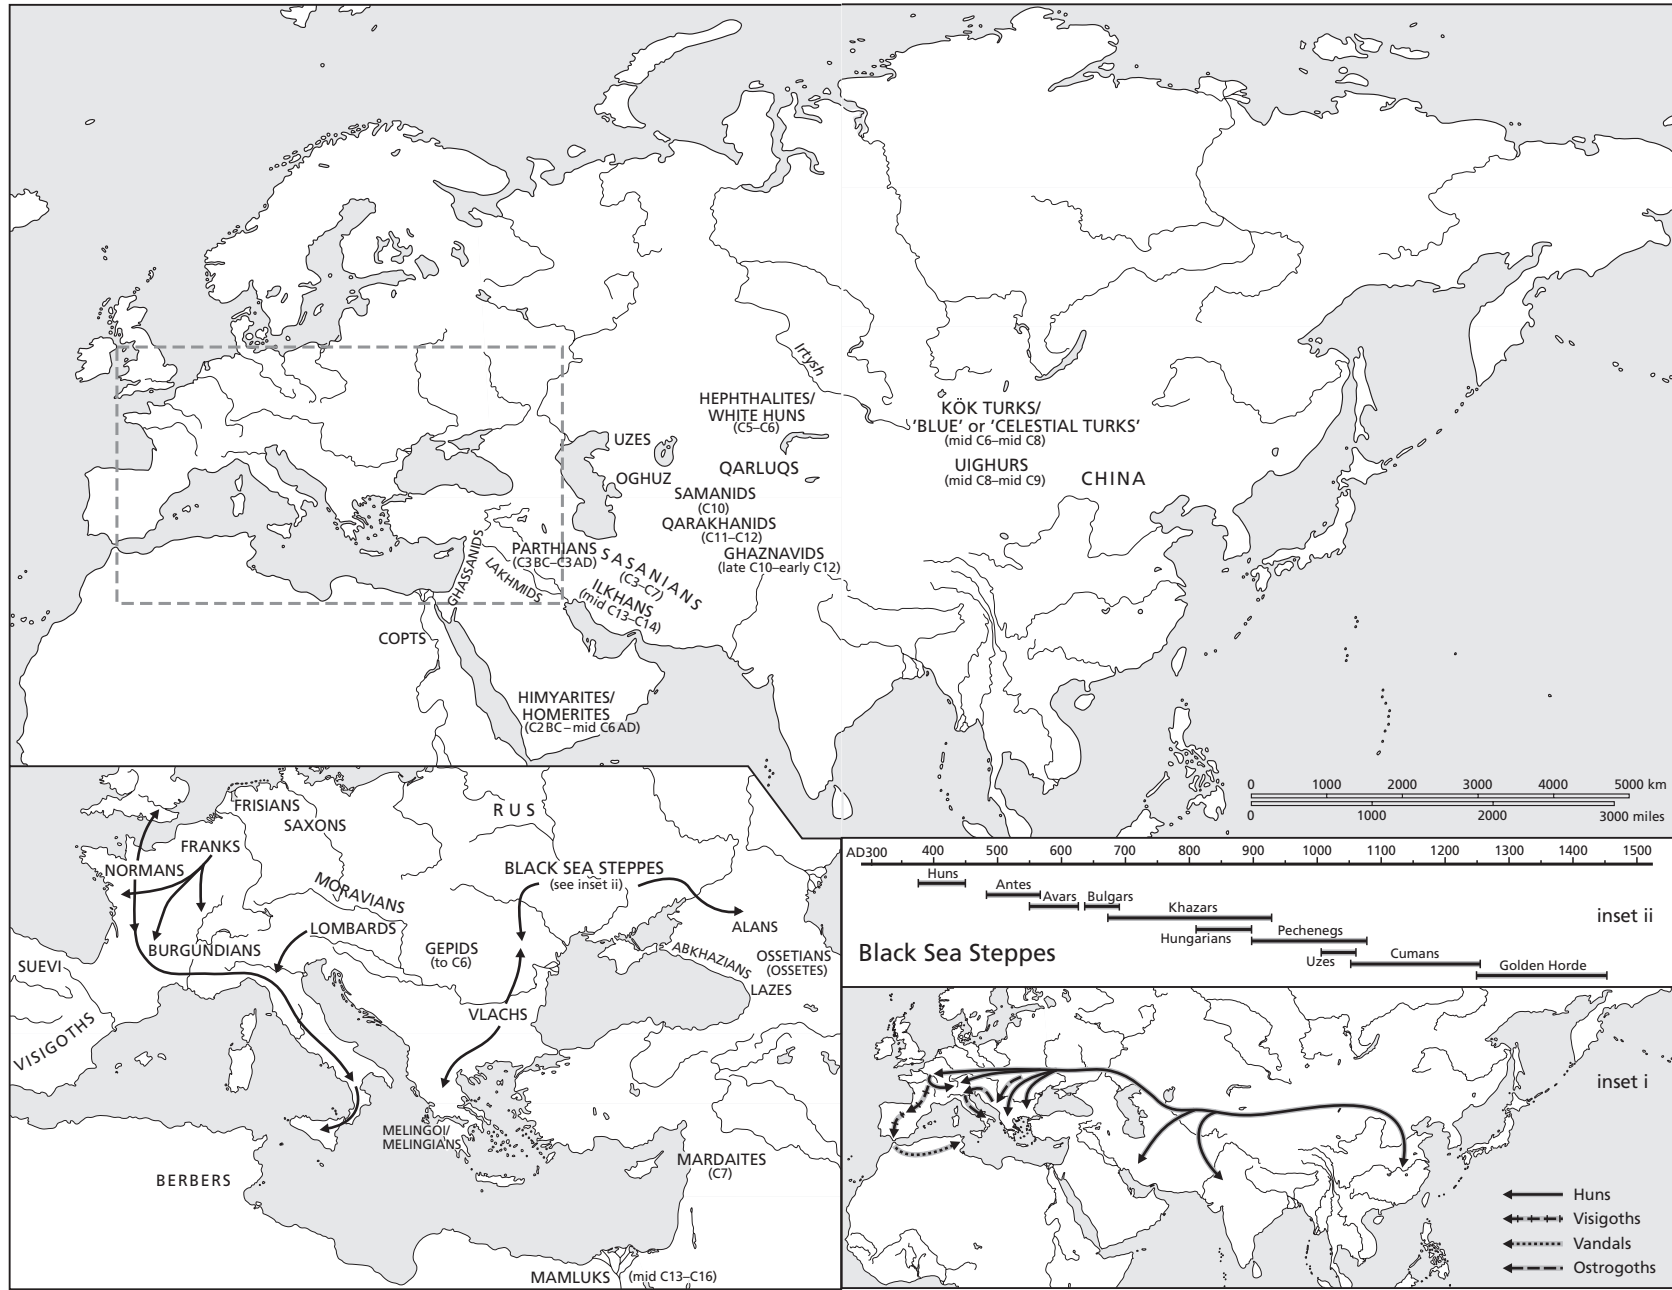 Irtysh
HEPHTHALITES/
WHITE HUNS
(C5–C6)
KÖK TURKS/
'BLUE' or 'CELESTIAL TURKS'
(mid C6–mid C8)
UZES
QARLUQS
UIGHURS
(mid C8–mid C9)
CHINA
OGHUZ
SAMANIDS
(C10)
QARAKHANIDS
(C11–C12)
GHAZNAVIDS
(late C10–early C12)
PARTHIANS
(C3 BC–C3 AD)
SASANIANS
(C3–C7)
ILKHANS
(mid C13–C14)
GHASSANIDS
LAKHMIDS
COPTS
HIMYARITES/
HOMERITES
(C2 BC–mid C6 AD)
0 1000 2000 3000 4000 5000 km
0 1000 2000 3000 miles
FRISIANS
SAXONS
RUS
FRANKS
NORMANS
BLACK SEA STEPPES
(see inset ii)
MORAVIANS
LOMBARDS
ALANS
BURGUNDIANS
GEPIDS
(to C6)
ABKHAZIANS
OSSETIANS
(OSSETES)
SUEVI
LAZES
VLACHS
VISIGOTHS
MELINGOI/
MELINGIANS
BERBERS
MARDAITES
(C7)
MAMLUKS (mid C13–C16)
AD300 400 500 600 700 800 900 1000 1100 1200 1300 1400 1500
Huns
Antes
Avars Bulgars
Khazars
inset ii
Hungarians
Pechenegs
Black Sea Steppes
Uzes
Cumans
Golden Horde
inset i
Huns
Visigoths
Vandals
Ostrogoths